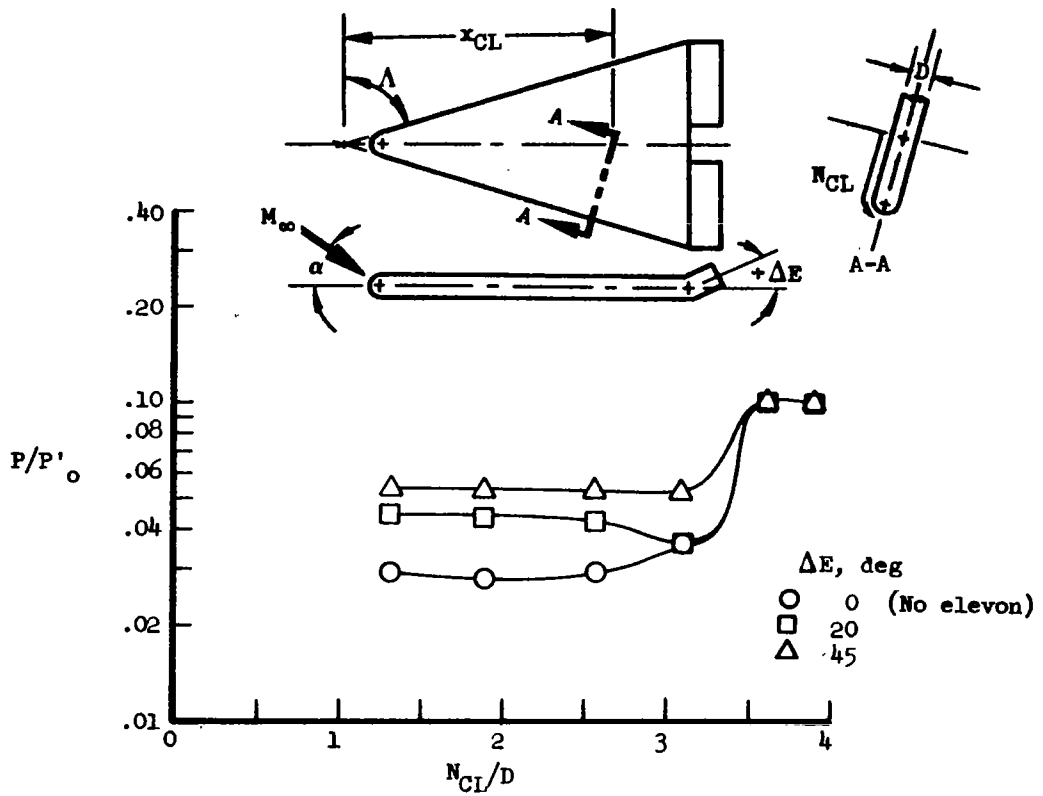 x_CL
Λ
A
A
D
N_CL
A-A
M_∞
α
+ΔE
.40
.20
.10
.08
.06
.04
.02
.01
P/P'_o
0
1
2
3
4
N_CL/D
ΔE, deg
○ 0 (No elevon)
□ 20
△ 45